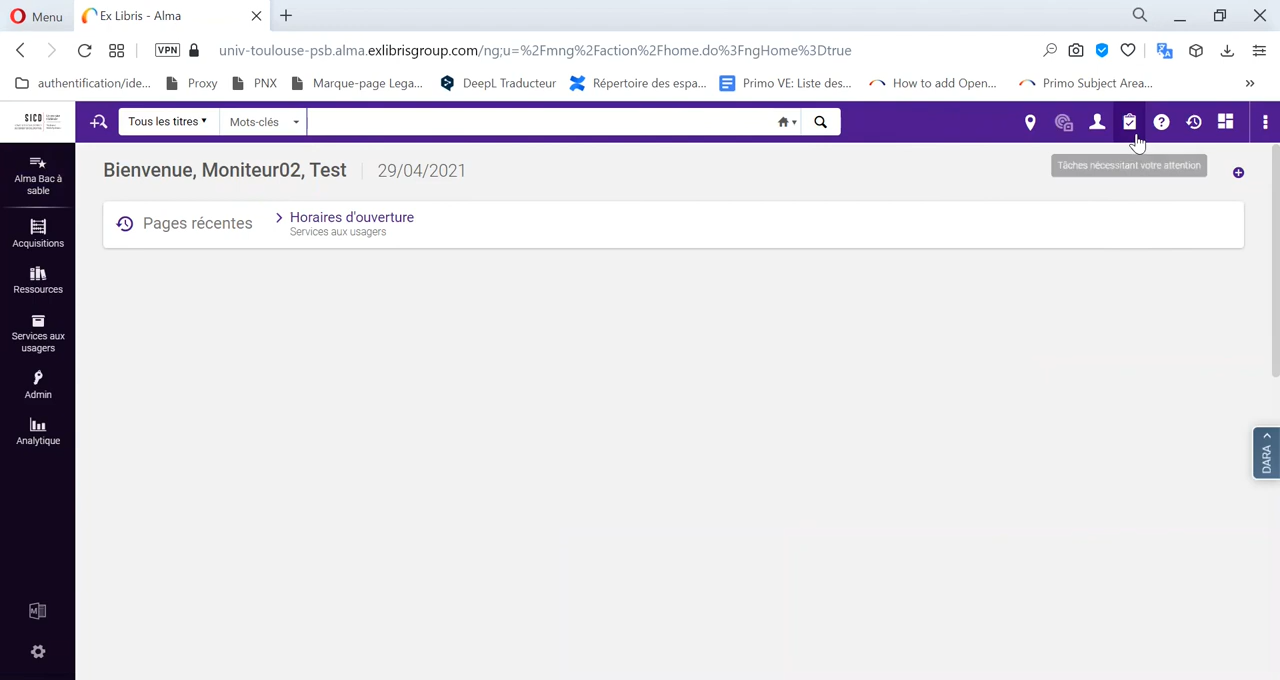 Menu
Ex Libris - Alma
VPN
univ-toulouse-psb.alma.exlibrisgroup.com/ng;u=%2Fmng%2Faction%2Fhome.do%3FngHome%3Dtrue
authentification/ide... Proxy PNX Marque-page Lega... DeepL Traducteur Répertoire des espa... Primo VE: Liste des... How to add Open... Primo Subject Area... »
SICD
Tous les titres
Mots-clés
Tâches nécessitant votre attention
Alma Bac à
sable
Acquisitions
Ressources
Services aux
usagers
Admin
Analytique
Bienvenue, Moniteur02, Test
29/04/2021
Pages récentes
Horaires d'ouverture
Services aux usagers
DARA